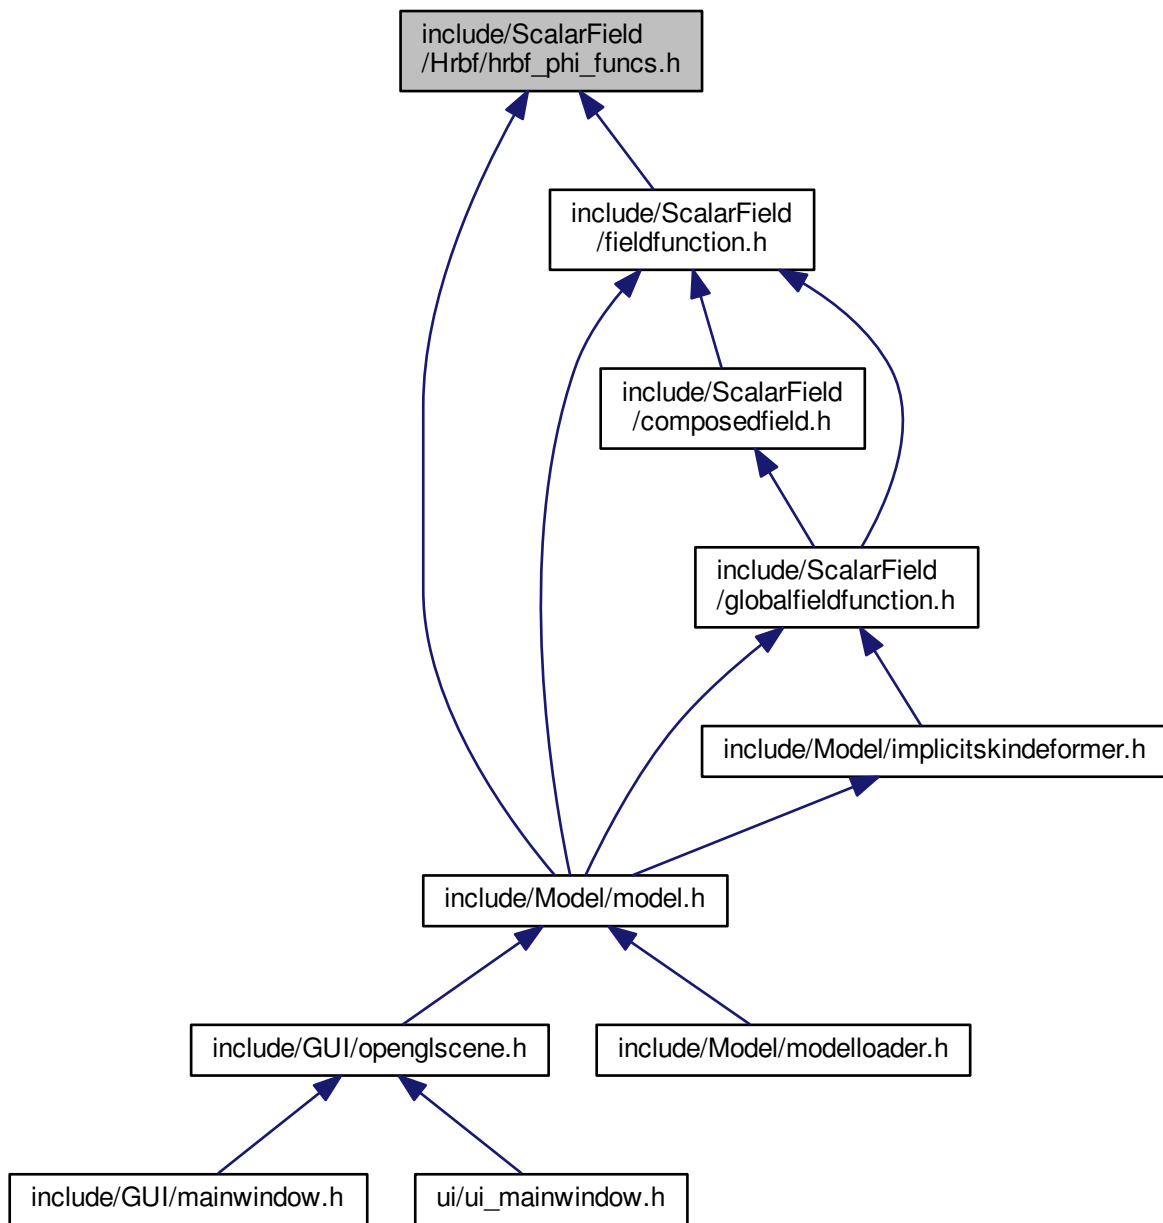 include/ScalarField
/Hrbf/hrbf_phi_funcs.h
include/ScalarField
/fieldfunction.h
include/ScalarField
/composedfield.h
include/ScalarField
/globalfieldfunction.h
include/Model/implicitskindeformer.h
include/Model/model.h
include/GUI/openglscene.h
include/Model/modelloader.h
include/GUI/mainwindow.h
ui/ui_mainwindow.h